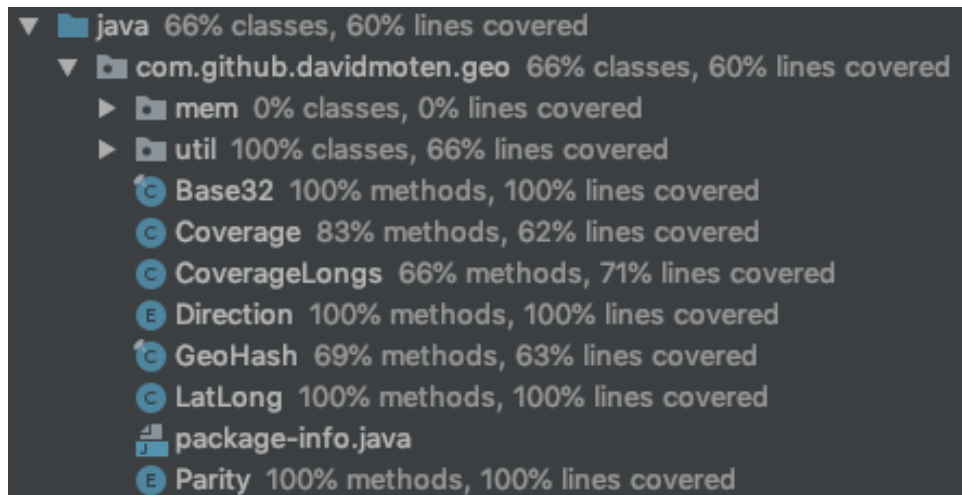 java 66% classes, 60% lines covered
com.github.davidmoten.geo 66% classes, 60% lines covered
mem 0% classes, 0% lines covered
util 100% classes, 66% lines covered
Base32 100% methods, 100% lines covered
Coverage 83% methods, 62% lines covered
CoverageLongs 66% methods, 71% lines covered
Direction 100% methods, 100% lines covered
GeoHash 69% methods, 63% lines covered
LatLong 100% methods, 100% lines covered
package-info.java
Parity 100% methods, 100% lines covered